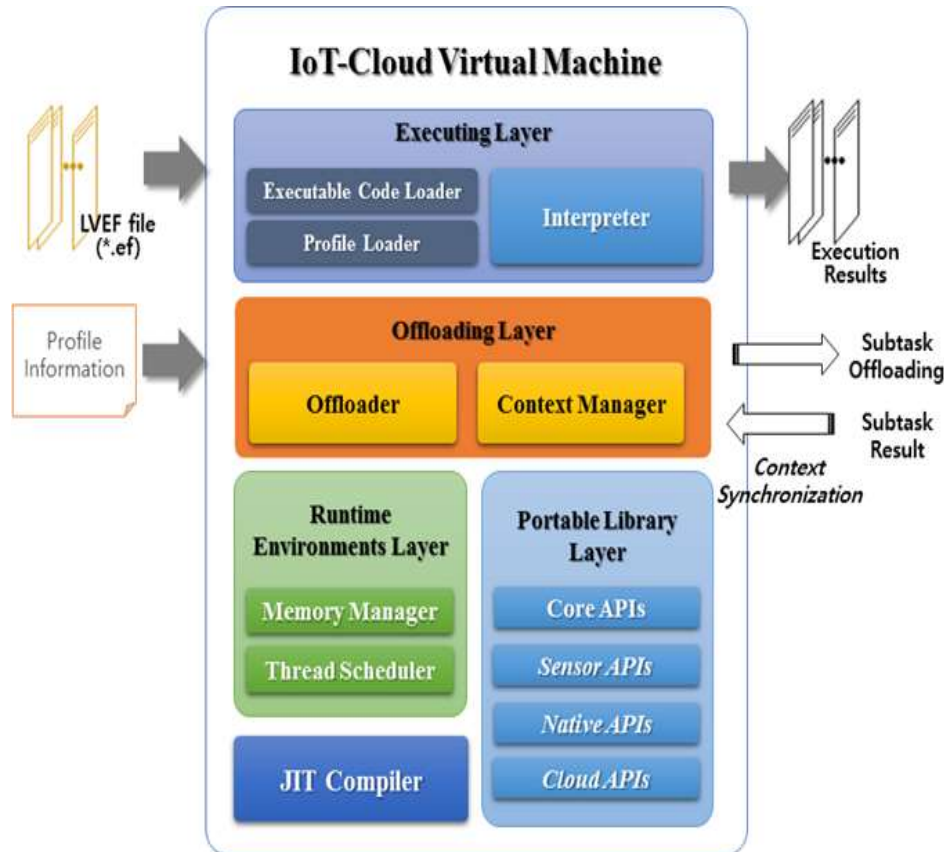 IoT-Cloud Virtual Machine
Executing Layer
Executable Code Loader
Profile Loader
Interpreter
LVEF file
(*.ef)
Execution
Results
Profile
Information
Offloading Layer
Offloader
Context Manager
Subtask
Offloading
Subtask
Result
Context
Synchronization
Runtime
Environments Layer
Memory Manager
Thread Scheduler
JIT Compiler
Portable Library
Layer
Core APIs
Sensor APIs
Native APIs
Cloud APIs